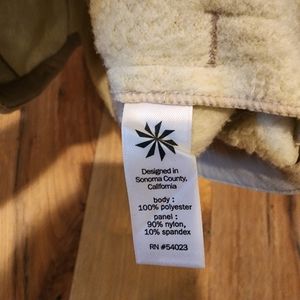 Designed in
Sonoma County,
California
body :
100% polyester
panel :
90% nylon,
10% spandex
RN #54023